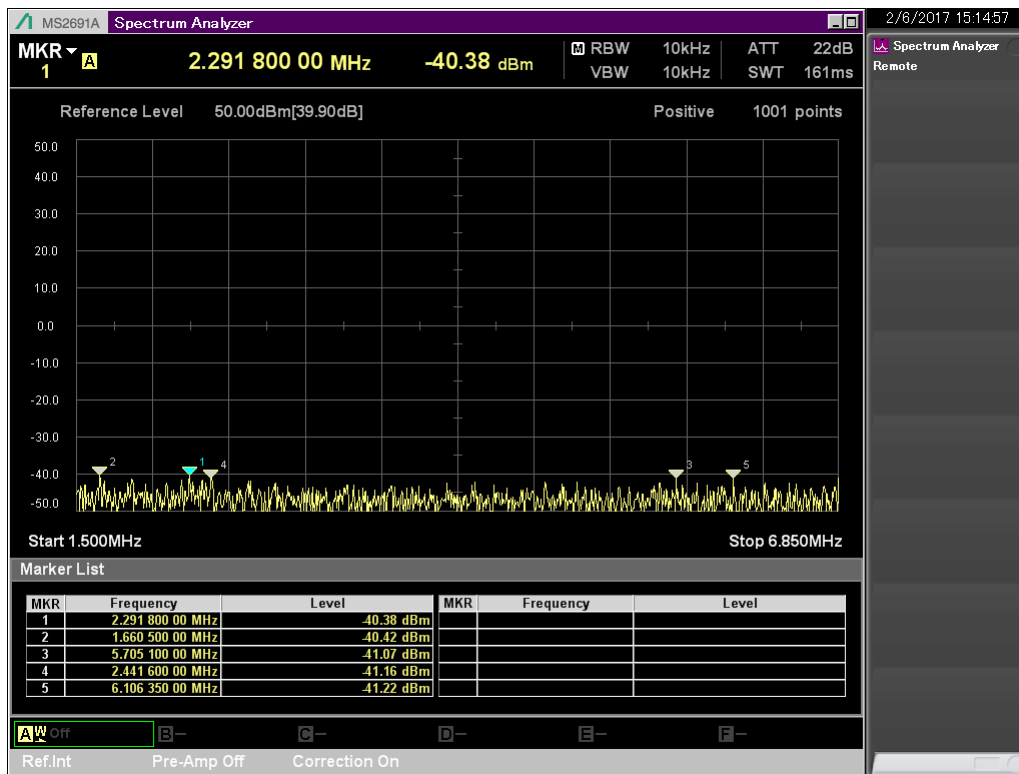 MS2691A Spectrum Analyzer
2/6/2017 15:14:57
MKR 1 A 2.291 800 00 MHz -40.38 dBm
M RBW 10kHz ATT 22dB
VBW 10kHz SWT 161ms
Spectrum Analyzer
Remote
Reference Level 50.00dBm[39.90dB] Positive 1001 points
50.0
40.0
30.0
20.0
10.0
0.0
-10.0
-20.0
-30.0
-40.0
-50.0
2 1 4 3 5
Start 1.500MHz Stop 6.850MHz
Marker List
MKR Frequency Level MKR Frequency Level
1 2.291 800 00 MHz -40.38 dBm
2 1.660 500 00 MHz -40.42 dBm
3 5.705 100 00 MHz -41.07 dBm
4 2.441 600 00 MHz -41.16 dBm
5 6.106 350 00 MHz -41.22 dBm
A W Off B— C— D— E— F—
Ref.Int Pre-Amp Off Correction On